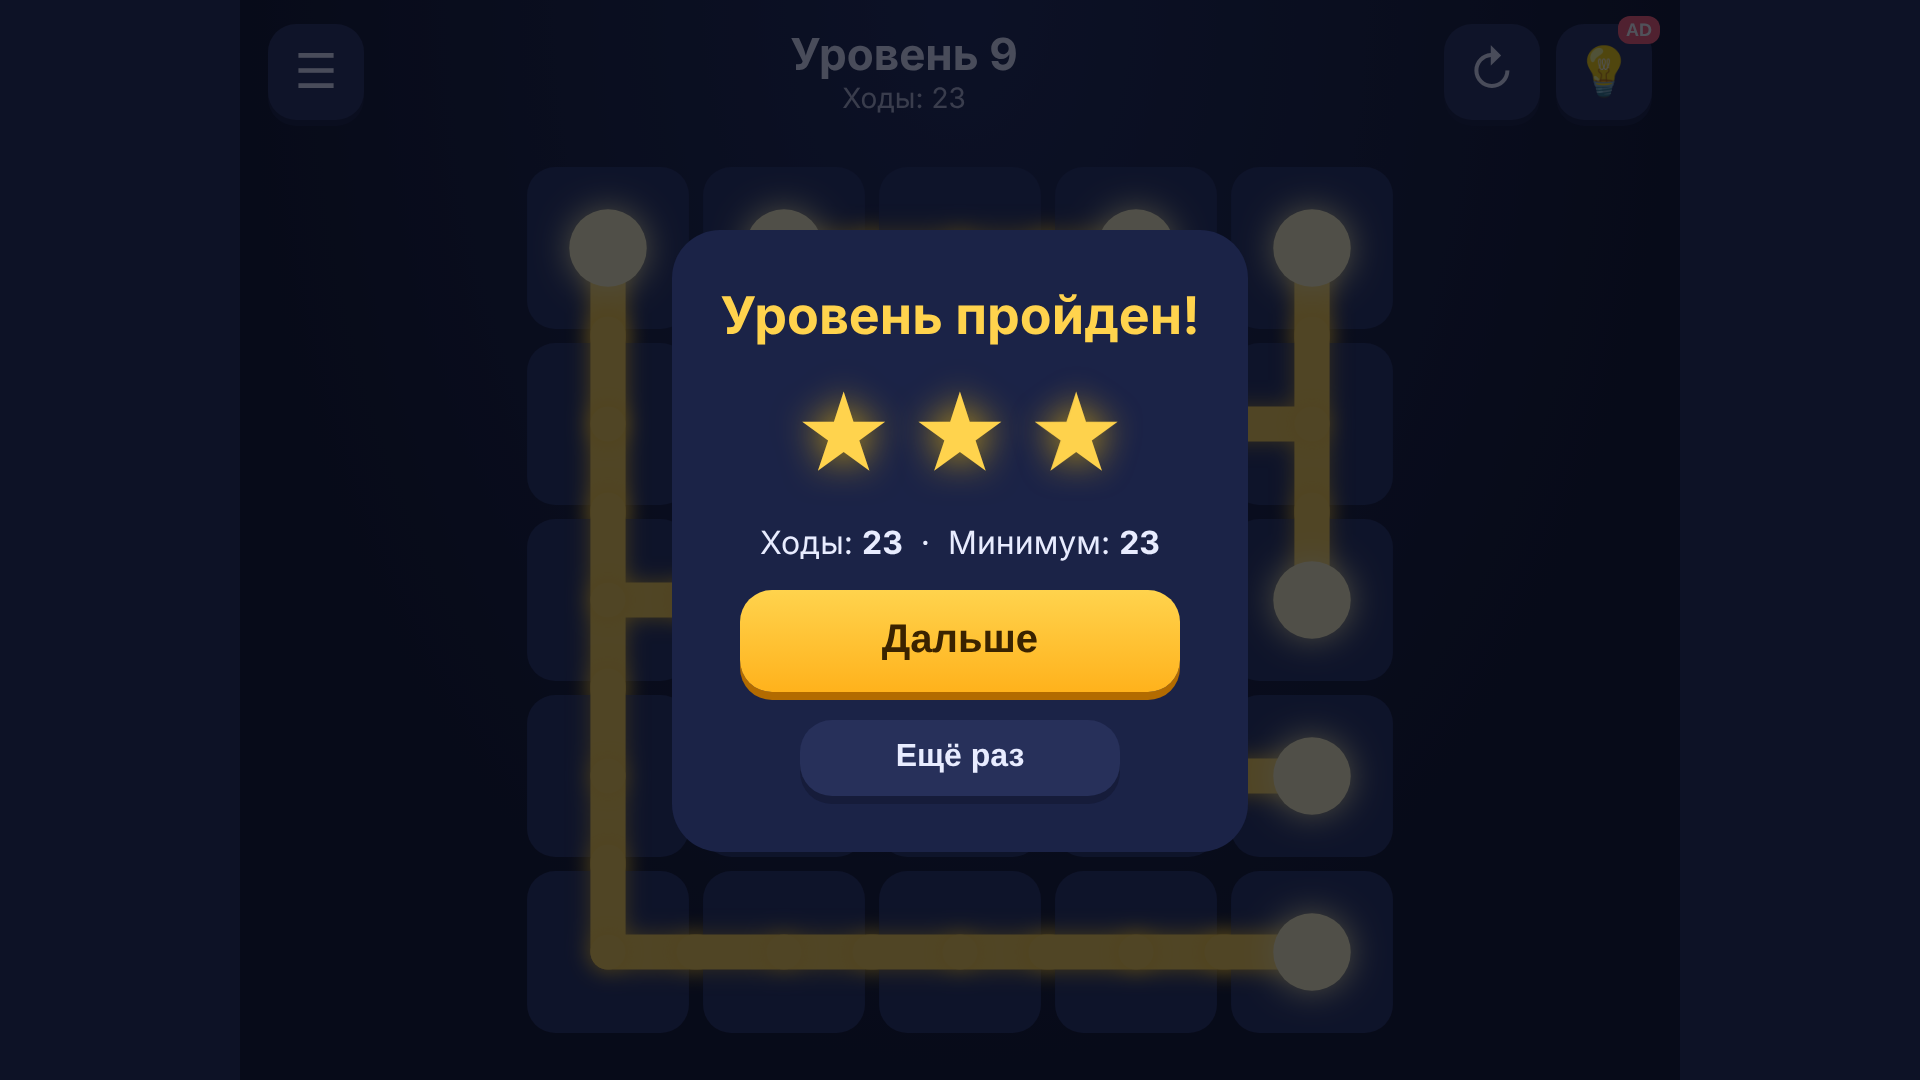 Уровень 9
Ходы: 23
AD
Уровень пройден!
Ходы: 23 · Минимум: 23
Дальше
Ещё раз